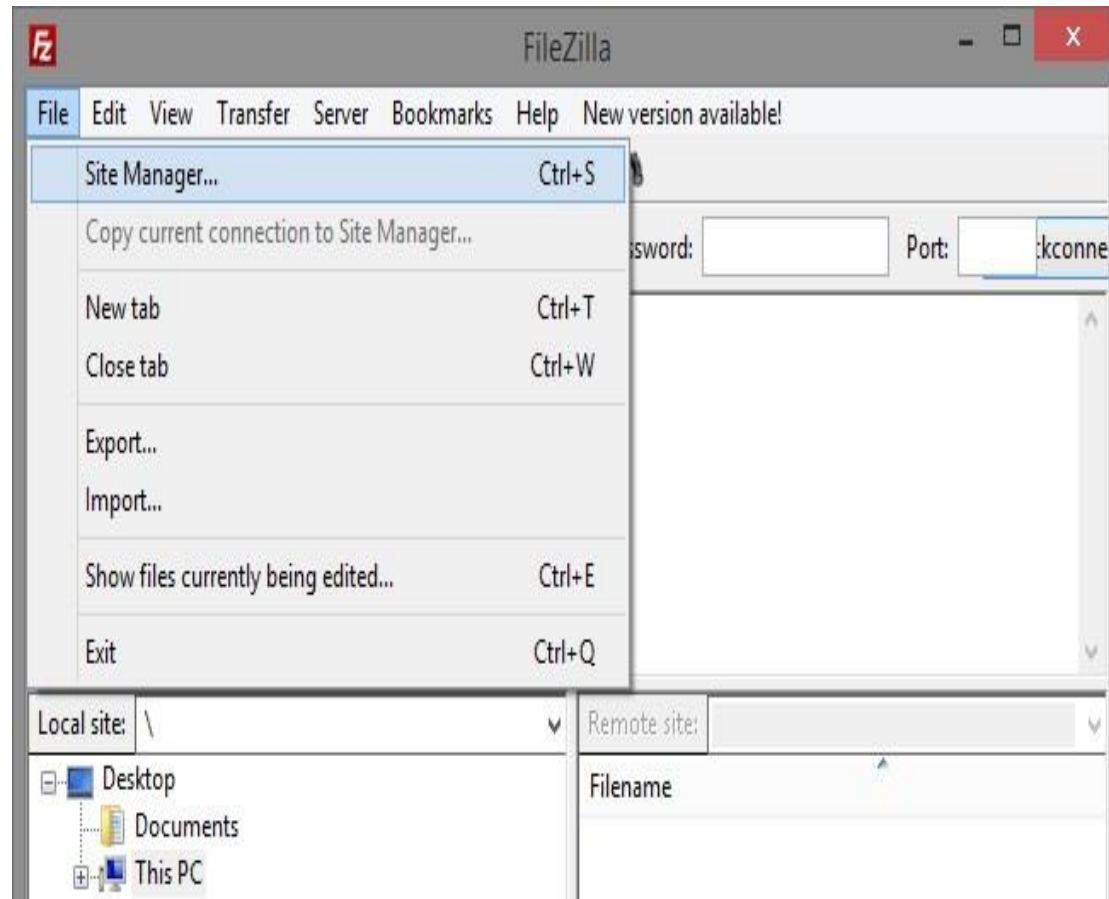 Fz
FileZilla
File Edit View Transfer Server Bookmarks Help New version available!
Site Manager... Ctrl+S
Copy current connection to Site Manager...
ssword: Port: ckconne
New tab Ctrl+T
Close tab Ctrl+W
Export...
Import...
Show files currently being edited... Ctrl+E
Exit Ctrl+Q
Local site: \ Remote site:
Desktop Filename
Documents
This PC